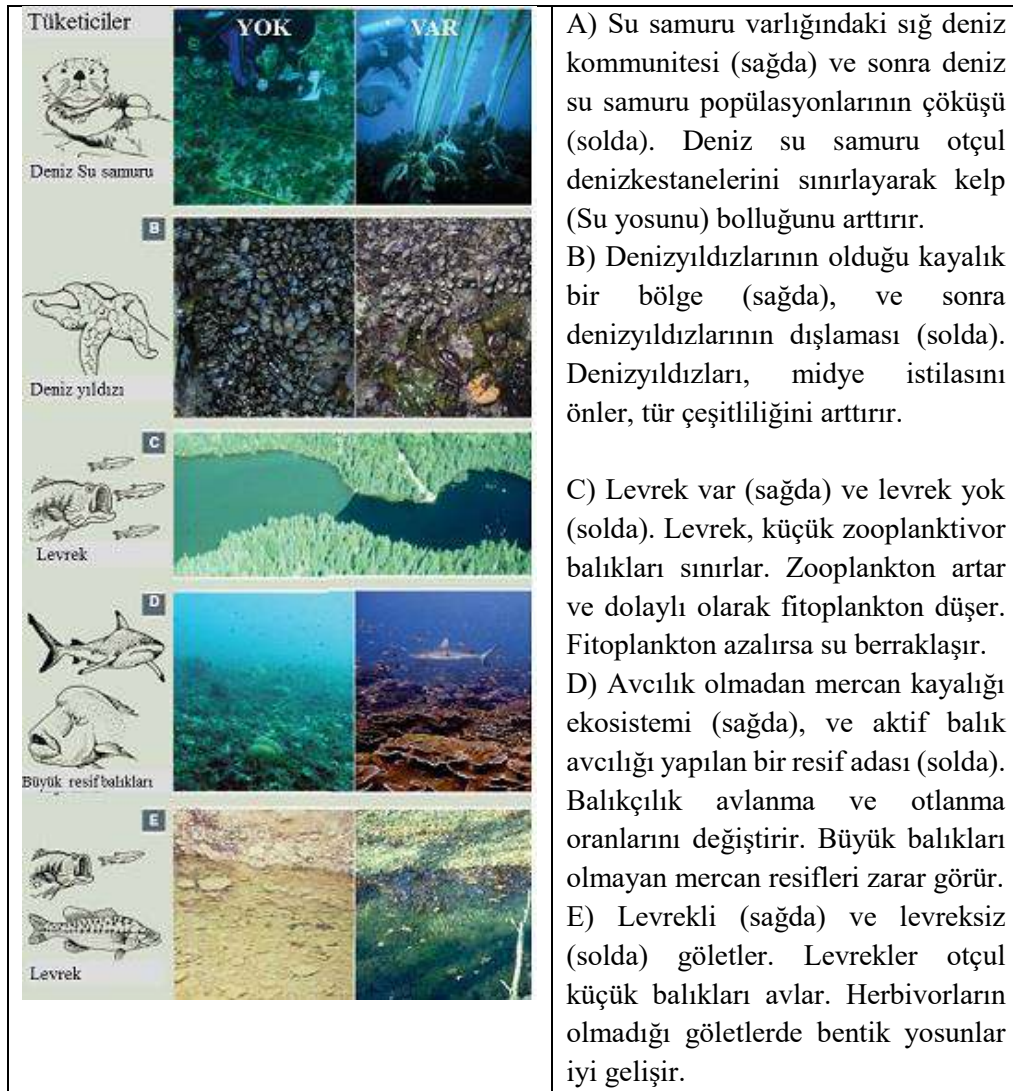 Tüketiciler
YOK
VAR
Deniz Su samuru
B
Deniz yıldızı
C
Levrek
D
Büyük resif balıkları
E
Levrek
A) Su samuru varlığındaki sığ deniz
kommunitesi (sağda) ve sonra deniz
su samuru popülasyonlarının çöküşü
(solda). Deniz su samuru otçul
denizkestanelerini sınırlayarak kelp
(Su yosunu) bolluğunu arttırır.
B) Denizyıldızlarının olduğu kayalık
bir bölge (sağda), ve sonra
denizyıldızlarının dışlaması (solda).
Denizyıldızları, midye istilasını
önler, tür çeşitliliğini arttırır.
C) Levrek var (sağda) ve levrek yok
(solda). Levrek, küçük zooplanktivor
balıkları sınırlar. Zooplankton artar
ve dolaylı olarak fitoplankton düşer.
Fitoplankton azalırsa su berraklaşır.
D) Avcılık olmadan mercan kayalığı
ekosistemi (sağda), ve aktif balık
avcılığı yapılan bir resif adası (solda).
Balıkçılık avlanma ve otlanma
oranlarını değiştirir. Büyük balıkları
olmayan mercan resifleri zarar görür.
E) Levrekli (sağda) ve levreksiz
(solda) göletler. Levrekler otçul
küçük balıkları avlar. Herbivorların
olmadığı göletlerde bentik yosunlar
iyi gelişir.